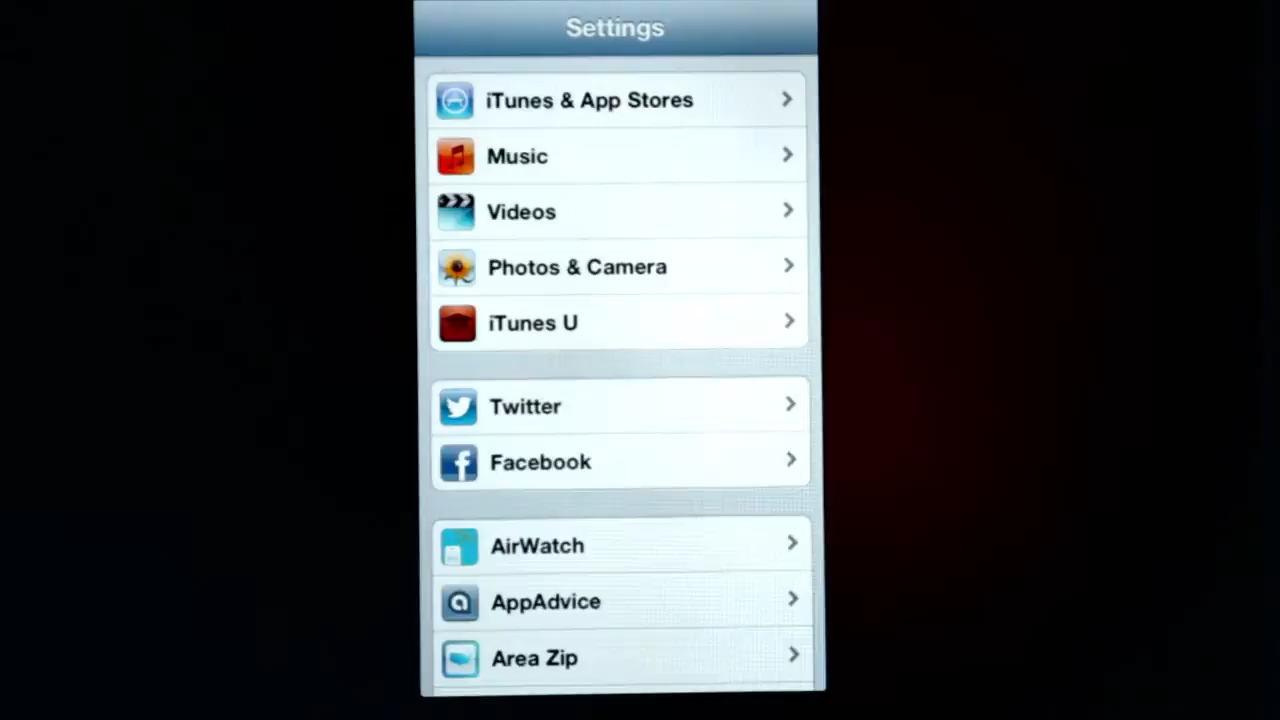 Settings
iTunes & App Stores
Music
Videos
Photos & Camera
iTunes U
Twitter
Facebook
AirWatch
AppAdvice
Area Zip